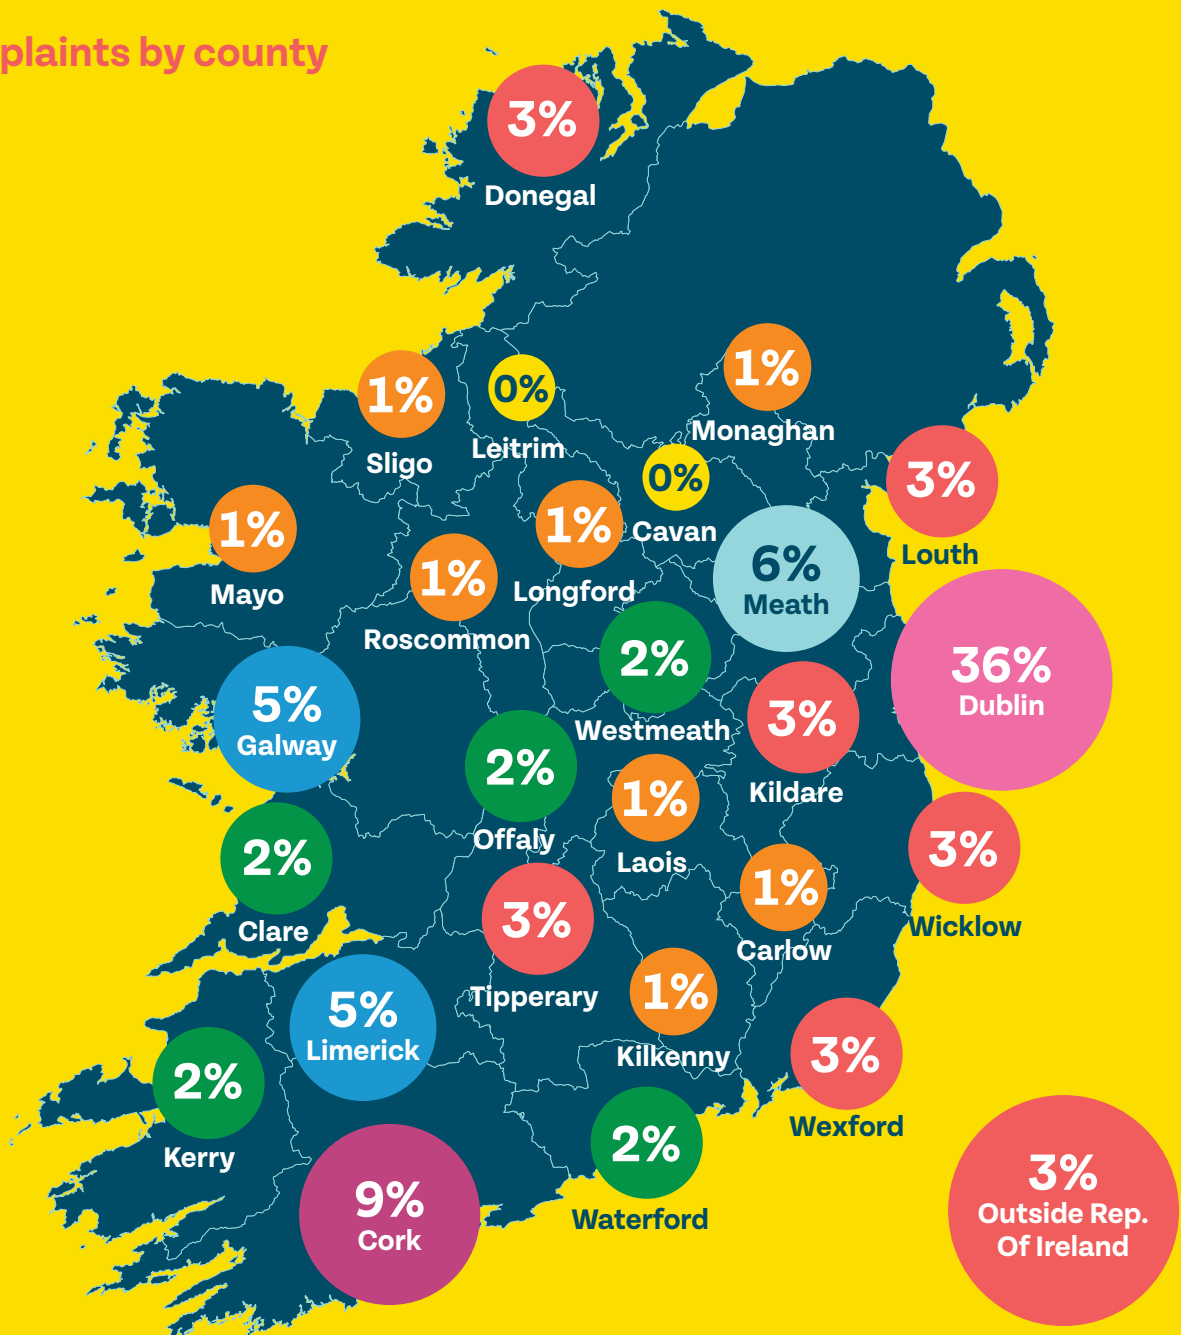 plaints by county
3%
Donegal
1%
Sligo
0%
Leitrim
1%
Monaghan
0%
Cavan
3%
Louth
1%
Mayo
1%
Roscommon
1%
Longford
6%
Meath
36%
Dublin
5%
Galway
2%
Westmeath
3%
Kildare
2%
Offaly
1%
Laois
2%
Clare
3%
Tipperary
1%
Carlow
3%
Wicklow
5%
Limerick
1%
Kilkenny
3%
Wexford
2%
Kerry
9%
Cork
2%
Waterford
3%
Outside Rep.
Of Ireland